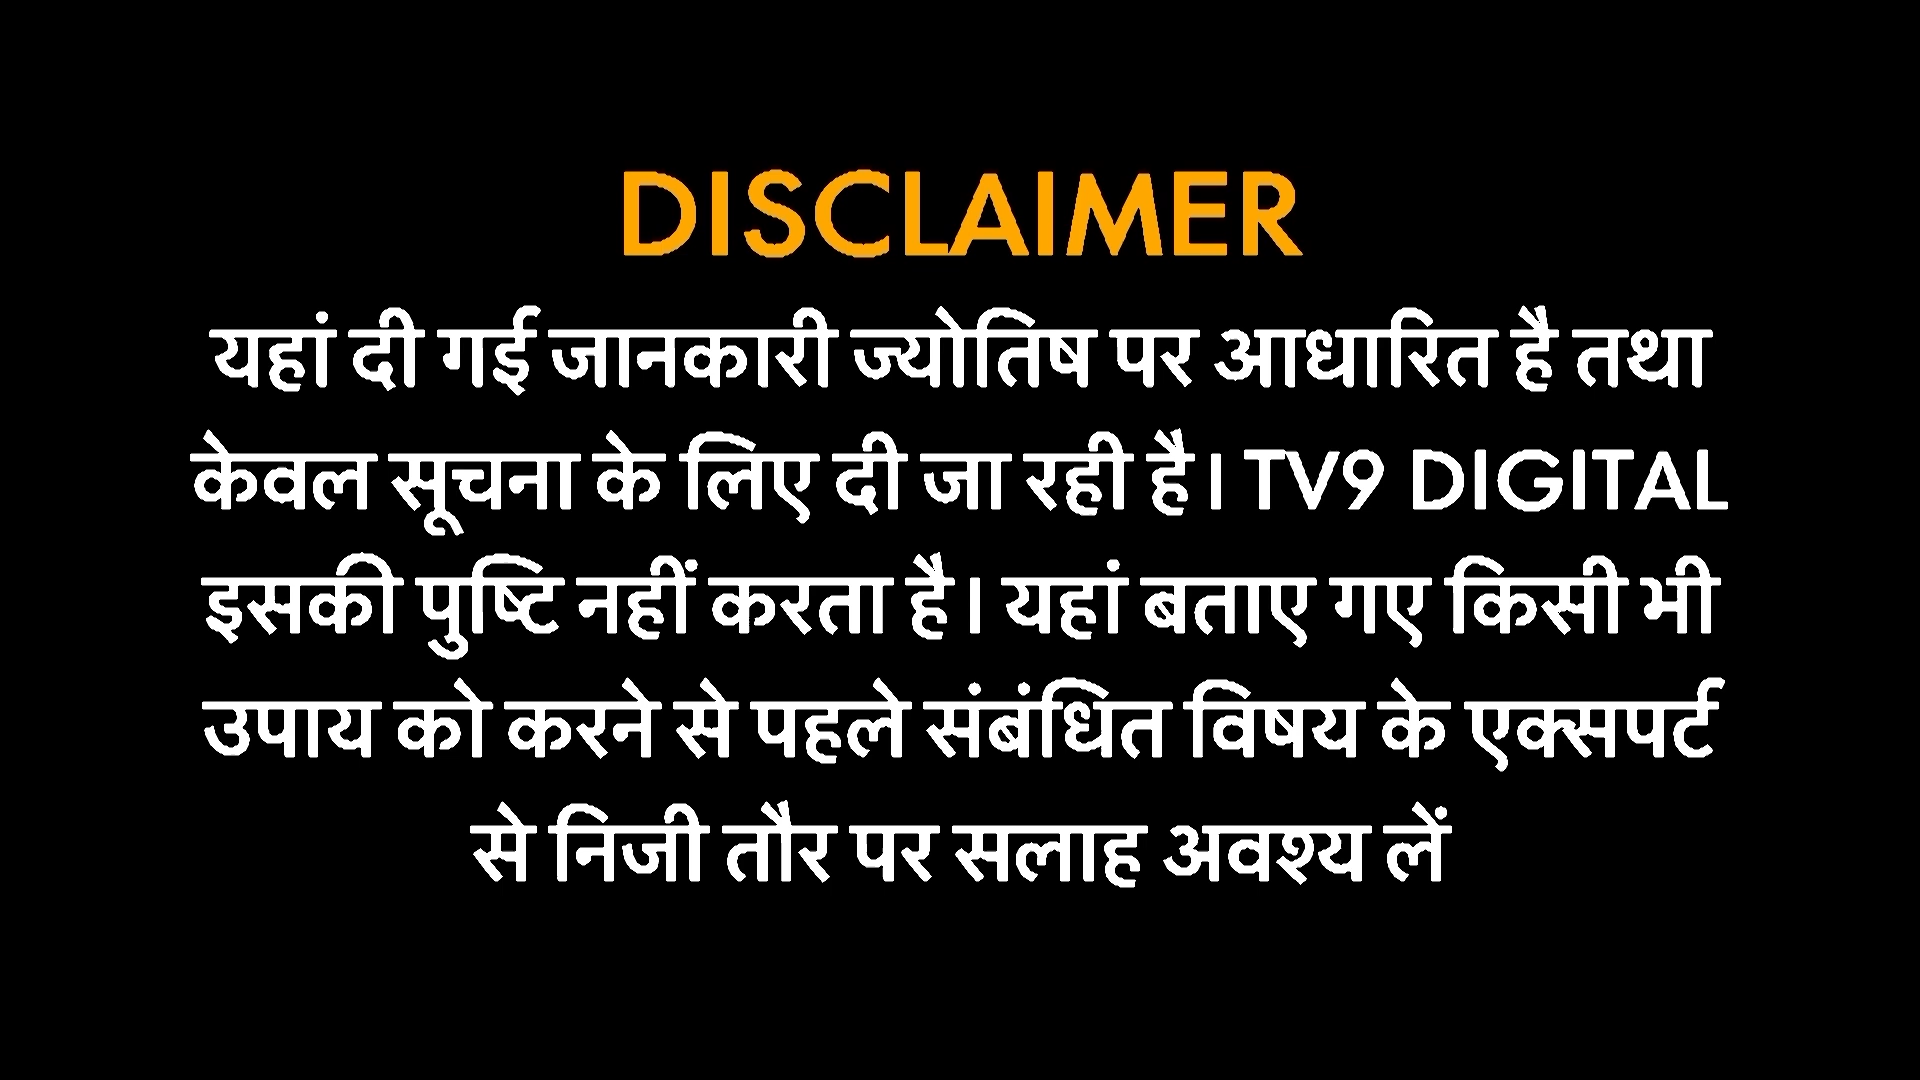 DISCLAIMER
यहां दी गई जानकारी ज्योतिष पर आधारित है तथा
केवल सूचना के लिए दी जा रही है। TV9 DIGITAL
इसकी पुष्टि नहीं करता है। यहां बताए गए किसी भी
उपाय को करने से पहले संबंधित विषय के एक्सपर्ट
से निजी तौर पर सलाह अवश्य लें